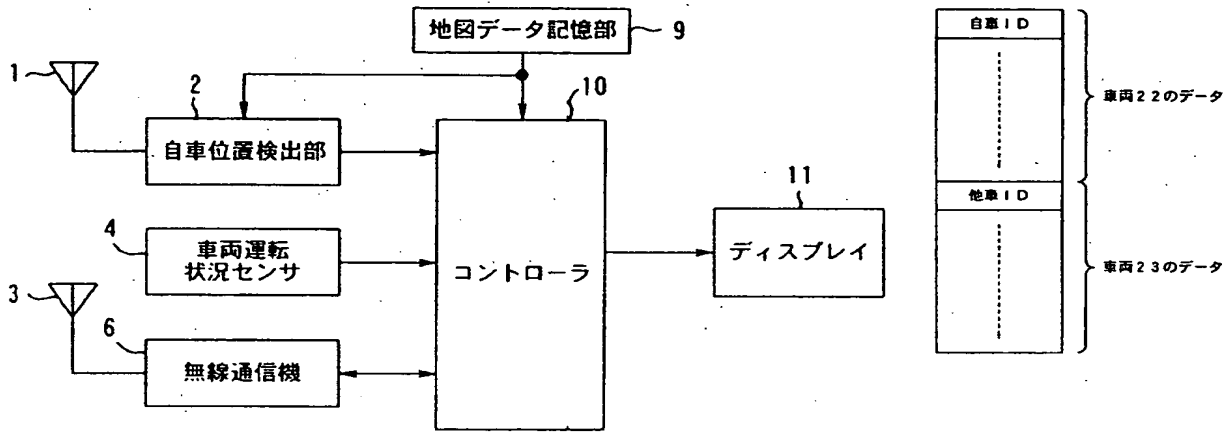 地図データ記憶部
9
1
2
自車位置検出部
10
4
車両運転
状況センサ
コントローラ
11
ディスプレイ
3
6
無線通信機
自車ID
車両22のデータ
他車ID
車両23のデータ